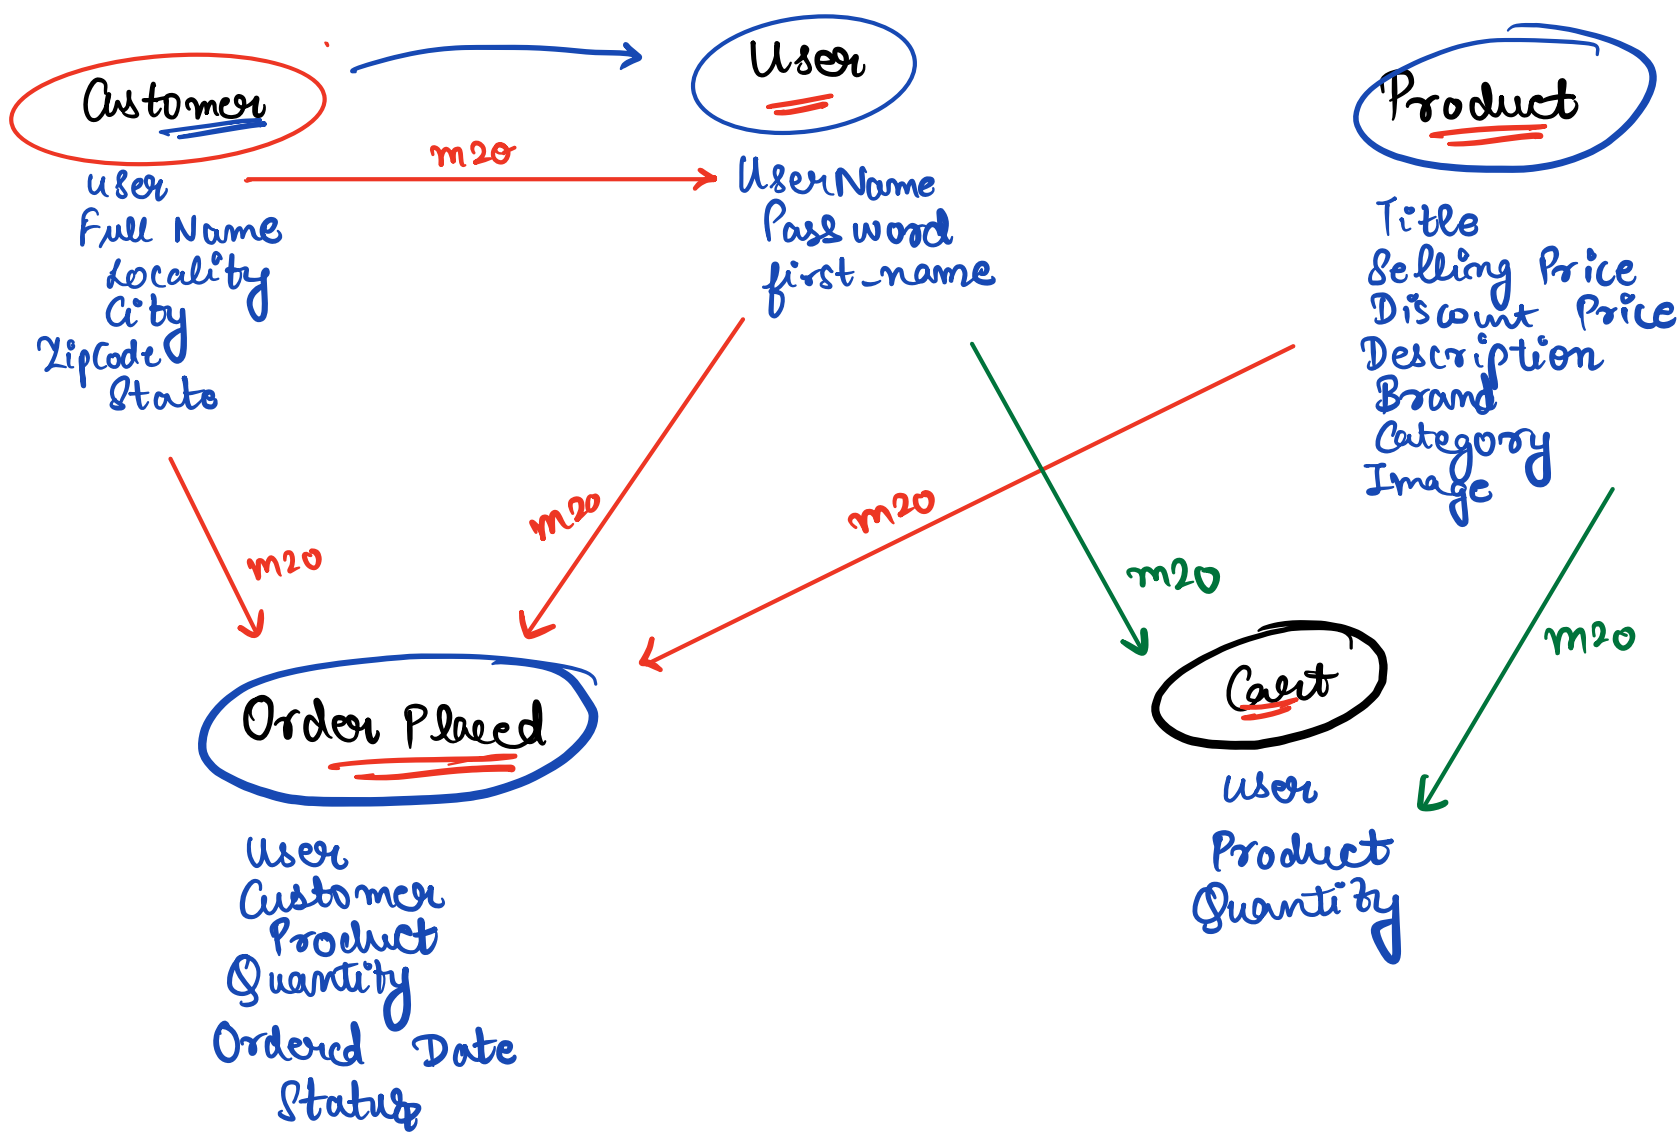 Customer
user
Full Name
Locality
City
ZipCode
State
m2o
User
UserName
Password
first_name
Product
Title
Selling Price
Discount Price
Description
Brand
Category
Image
m2o
m2o
m2o
m2o
m2o
Order Placed
User
Customer
Product
Quantity
Ordered Date
Status
Cart
user
Product
Quantity